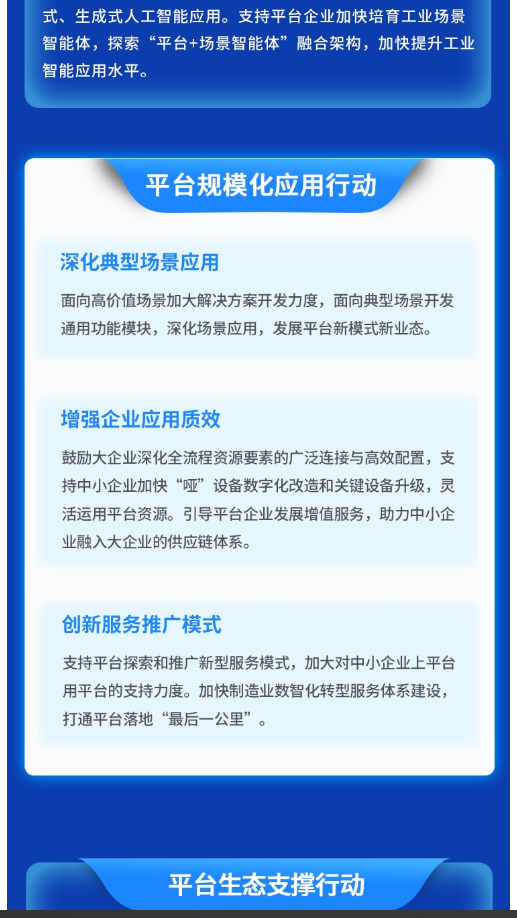 式、生成式人工智能应用。支持平台企业加快培育工业场景
智能体，探索“平台+场景智能体”融合架构，加快提升工业
智能应用水平。
平台规模化应用行动
深化典型场景应用
面向高价值场景加大解决方案开发力度，面向典型场景开发
通用功能模块，深化场景应用，发展平台新模式新业态。
增强企业应用质效
鼓励大企业深化全流程资源要素的广泛连接与高效配置，支
持中小企业加快“哑”设备数字化改造和关键设备升级，灵
活运用平台资源。引导平台企业发展增值服务，助力中小企
业融入大企业的供应链体系。
创新服务推广模式
支持平台探索和推广新型服务模式，加大对中小企业上平台
用平台的支持力度。加快制造业数智化转型服务体系建设，
打通平台落地“最后一公里”。
平台生态支撑行动